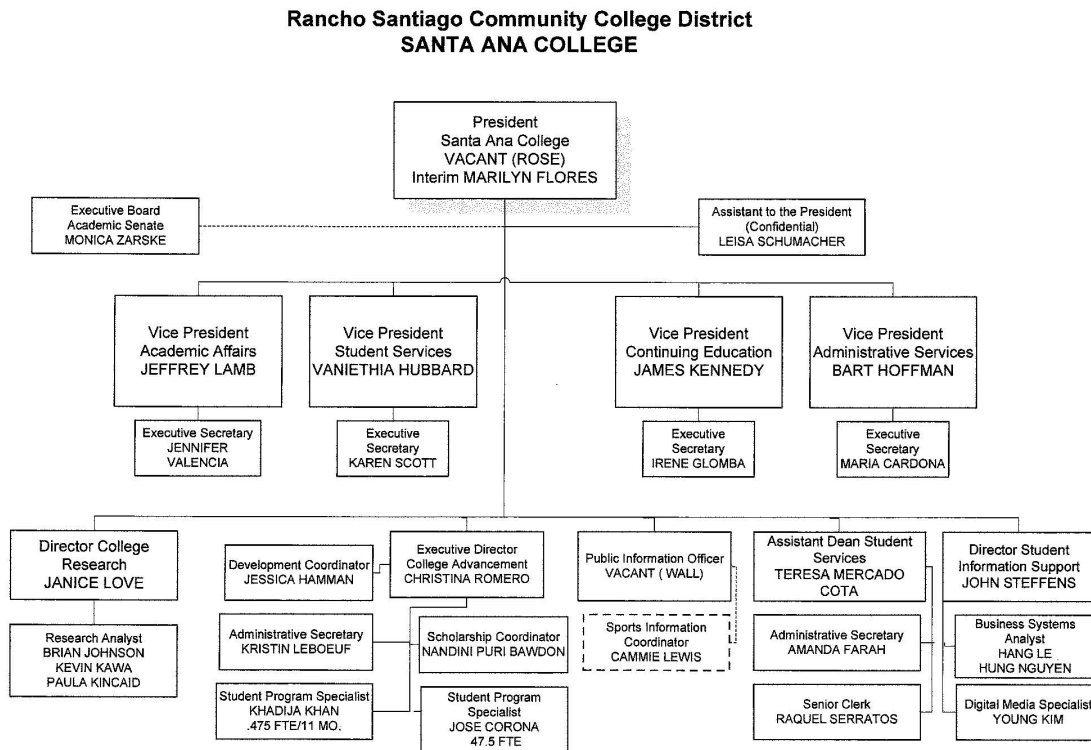 Rancho Santiago Community College District
SANTA ANA COLLEGE
President
Santa Ana College
VACANT (ROSE)
Interim MARILYN FLORES
Executive Board
Academic Senate
MONICA ZARSKE
Assistant to the President
(Confidential)
LEISA SCHUMACHER
Vice President
Academic Affairs
JEFFREY LAMB
Vice President
Student Services
VANIETHIA HUBBARD
Vice President
Continuing Education
JAMES KENNEDY
Vice President
Administrative Services
BART HOFFMAN
Executive Secretary
JENNIFER
VALENCIA
Executive
Secretary
KAREN SCOTT
Executive
Secretary
IRENE GLOMBA
Executive
Secretary
MARIA CARDONA
Director College
Research
JANICE LOVE
Development Coordinator
JESSICA HAMMAN
Executive Director
College Advancement
CHRISTINA ROMERO
Public Information Officer
VACANT ( WALL)
Assistant Dean Student
Services
TERESA MERCADO
COTA
Director Student
Information Support
JOHN STEFFENS
Research Analyst
BRIAN JOHNSON
KEVIN KAWA
PAULA KINCAID
Administrative Secretary
KRISTIN LEBOEUF
Scholarship Coordinator
NANDINI PURI BAWDON
Sports Information
Coordinator
CAMMIE LEWIS
Administrative Secretary
AMANDA FARAH
Business Systems
Analyst
HANG LE
HUNG NGUYEN
Student Program Specialist
KHADIJA KHAN
.475 FTE/11 MO.
Student Program
Specialist
JOSE CORONA
47.5 FTE
Senior Clerk
RAQUEL SERRATOS
Digital Media Specialist
YOUNG KIM